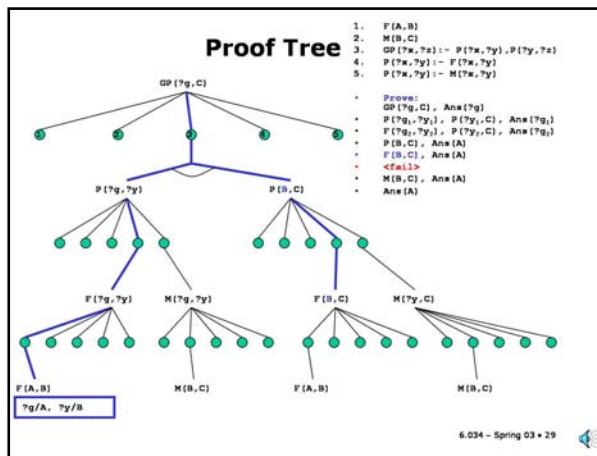 Proof Tree
1. F(A,B)
2. M(B,C)
3. GP(?x,?z):- P(?x,?y),P(?y,?z)
4. P(?x,?y):- F(?x,?y)
5. P(?x,?y):- M(?x,?y)
• Prove:
GP(?g,C), Ans(?g)
• P(?g₁,?y₁), P(?y₁,C), Ans(?g₁)
• F(?g₂,?y₂), P(?y₂,C), Ans(?g₂)
• P(B,C), Ans(A)
• F(B,C), Ans(A)
• <fail>
• M(B,C), Ans(A)
• Ans(A)
GP(?g,C)
1 2 3 4 5
P(?g,?y) P(B,C)
F(?g,?y) M(?g,?y) F(B,C) M(?y,C)
F(A,B) M(B,C) F(A,B) M(B,C)
?g/A, ?y/B
6.034 – Spring 03 • 29